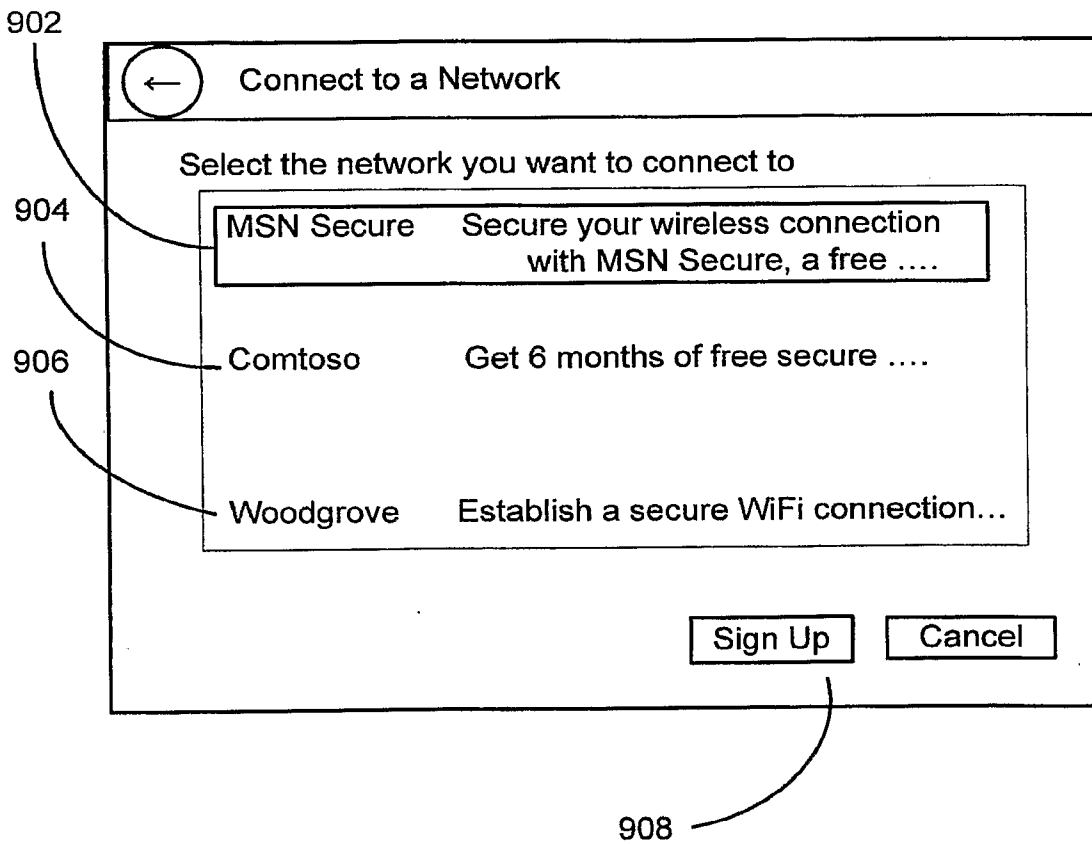 902
← Connect to a Network
Select the network you want to connect to
904
MSN Secure Secure your wireless connection
with MSN Secure, a free ....
906
Comtoso Get 6 months of free secure ....
Woodgrove Establish a secure WiFi connection...
Sign Up Cancel
908